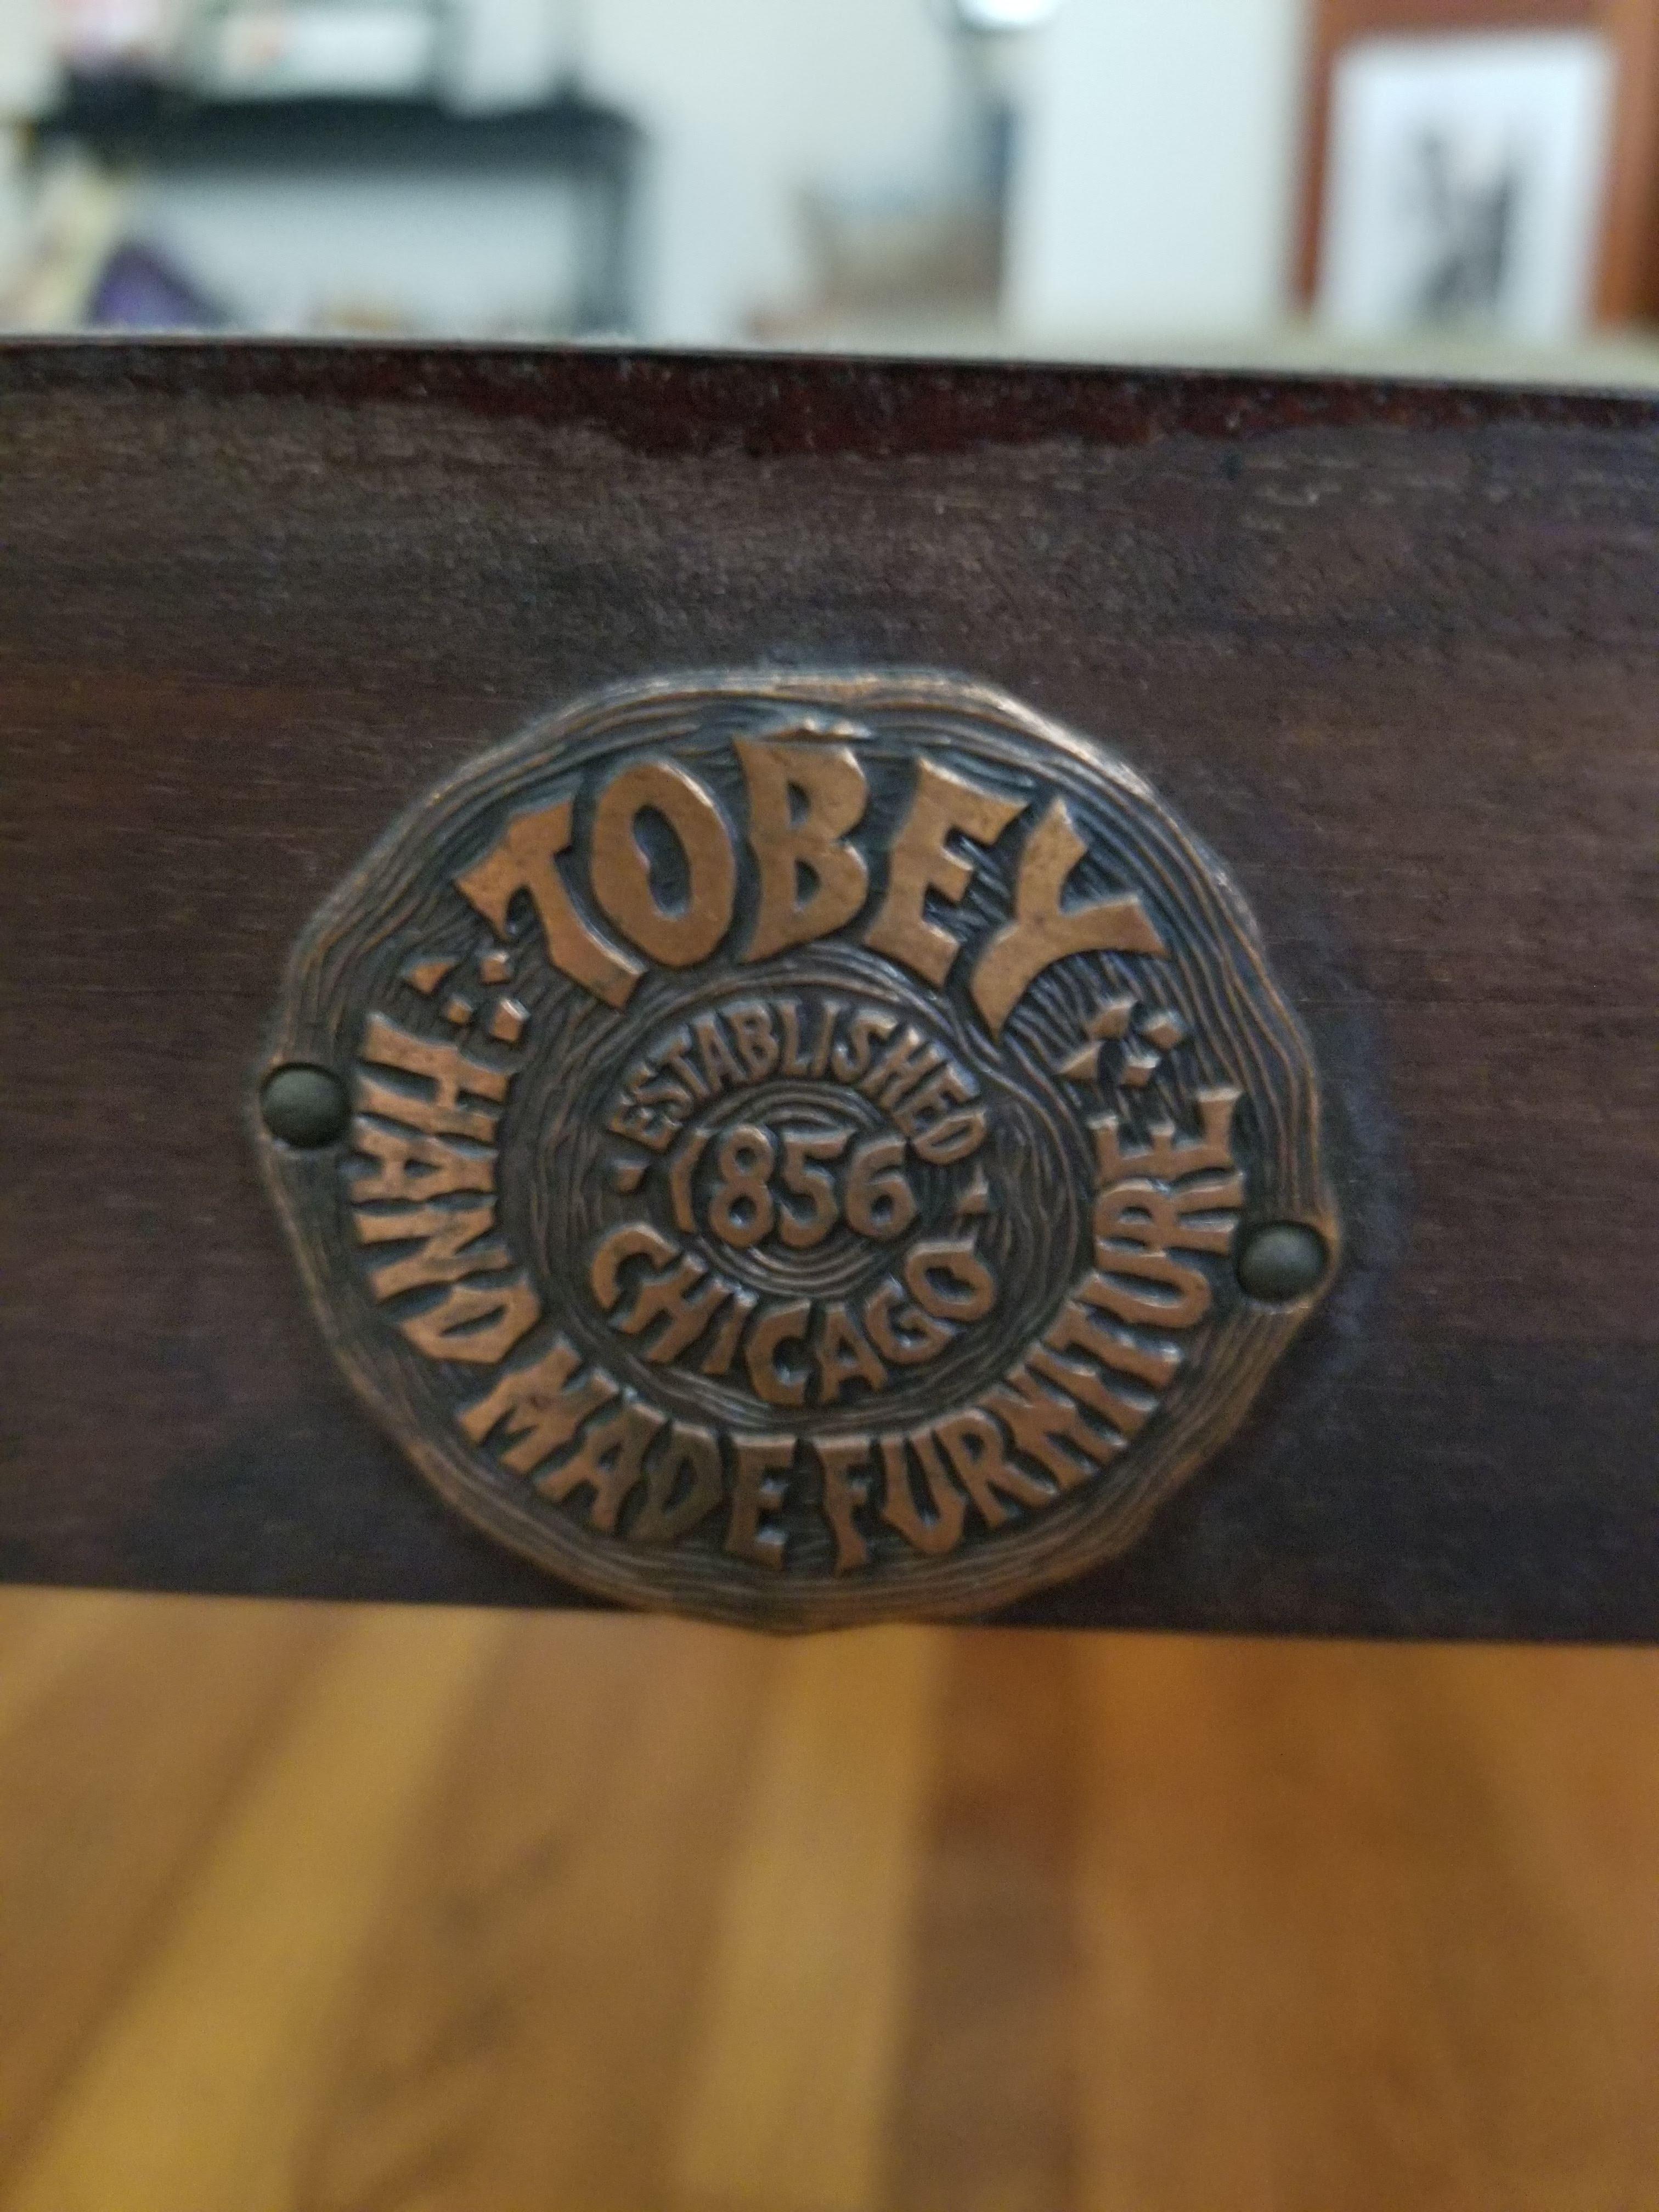 TOBEY
HAND MADE FURNITURE
ESTABLISHED
1856
CHICAGO